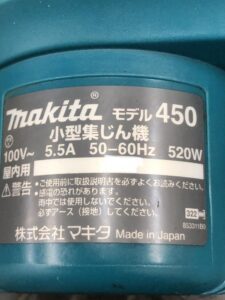 makita モデル 450
小型集じん機
100V～ 5.5A 50–60Hz 520W
屋内用
警告
・ご使用前に取扱説明書を必ずよくお読みください。
・感電の恐れがあります。
雨中では使用しないでください。
必ずアース（接地）してください。
322
853311B0
株式会社 マキタ Made in Japan